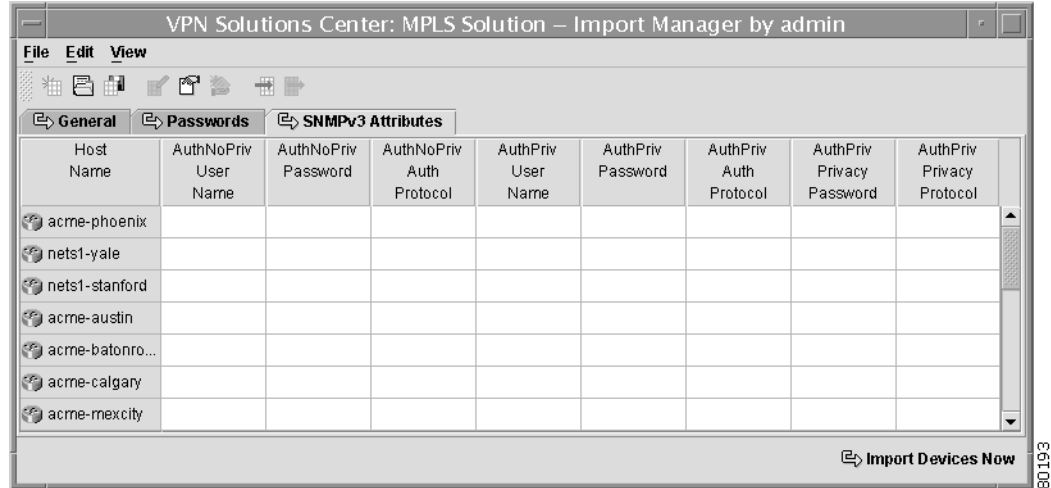 VPN Solutions Center: MPLS Solution – Import Manager by admin
File Edit View
General Passwords SNMPv3 Attributes
Host Name AuthNoPriv User Name AuthNoPriv Password AuthNoPriv Auth Protocol AuthPriv User Name AuthPriv Password AuthPriv Auth Protocol AuthPriv Privacy Password AuthPriv Privacy Protocol
acme-phoenix
nets1-yale
nets1-stanford
acme-austin
acme-batonro...
acme-calgary
acme-mexcity
Import Devices Now
80193